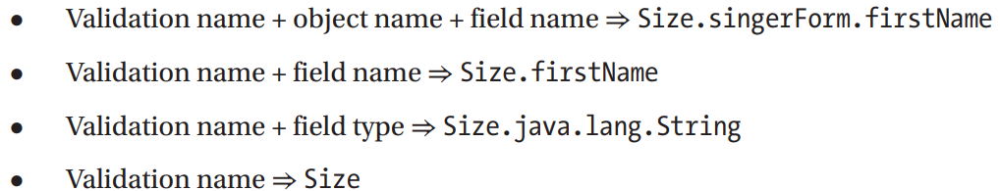 • Validation name + object name + field name ⇒ Size.singerForm.firstName
• Validation name + field name ⇒ Size.firstName
• Validation name + field type ⇒ Size.java.lang.String
• Validation name ⇒ Size